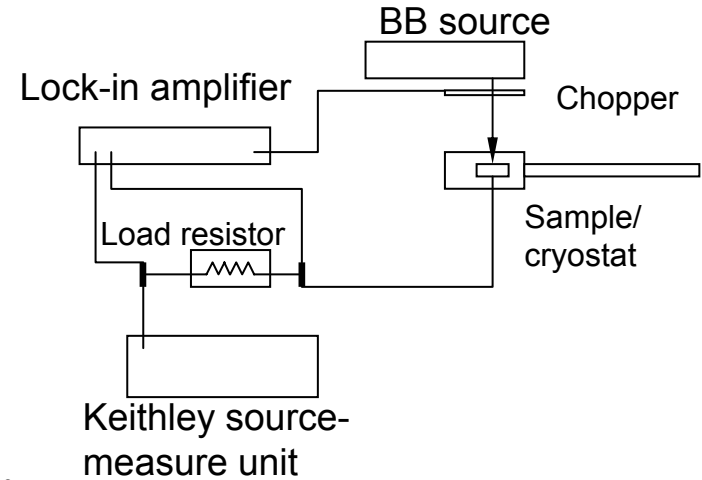 BB source
Lock-in amplifier
Chopper
Load resistor
Sample/
cryostat
Keithley source-
measure unit